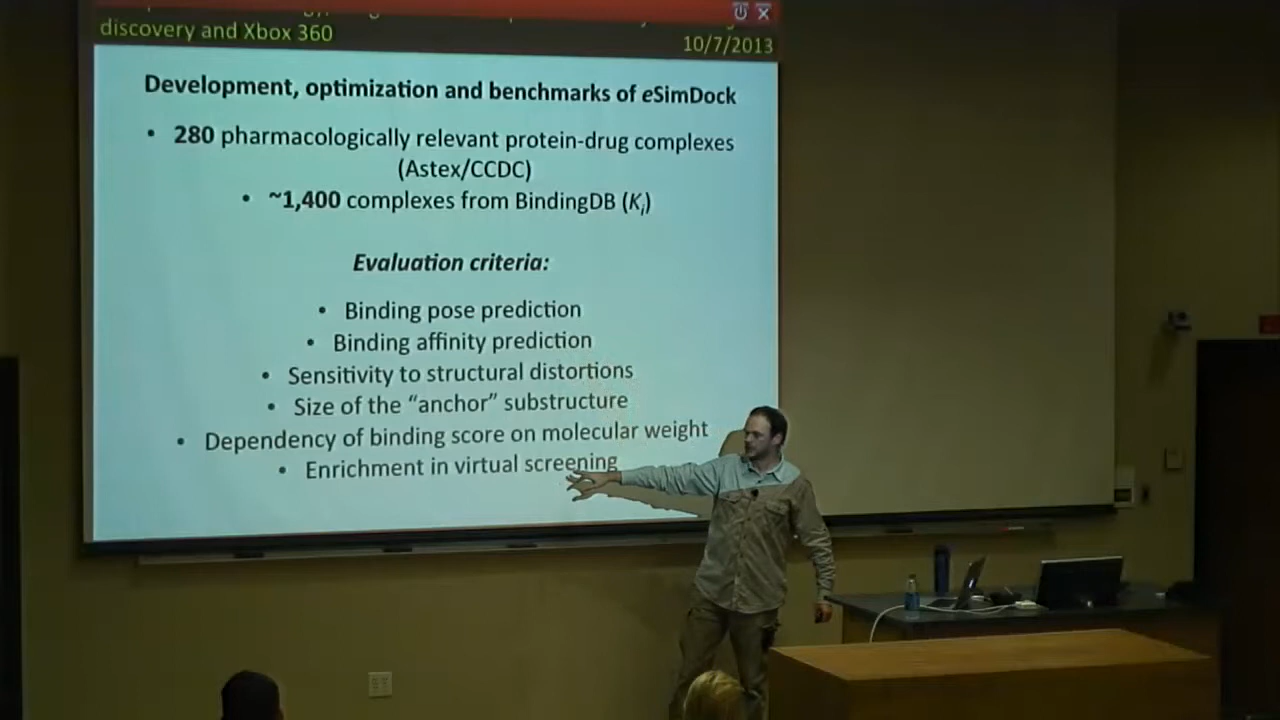 discovery and Xbox 360
10/7/2013
Development, optimization and benchmarks of eSimDock
• 280 pharmacologically relevant protein-drug complexes
(Astex/CCDC)
• ~1,400 complexes from BindingDB (Ki)
Evaluation criteria:
• Binding pose prediction
• Binding affinity prediction
• Sensitivity to structural distortions
• Size of the “anchor” substructure
• Dependency of binding score on molecular weight
• Enrichment in virtual screening